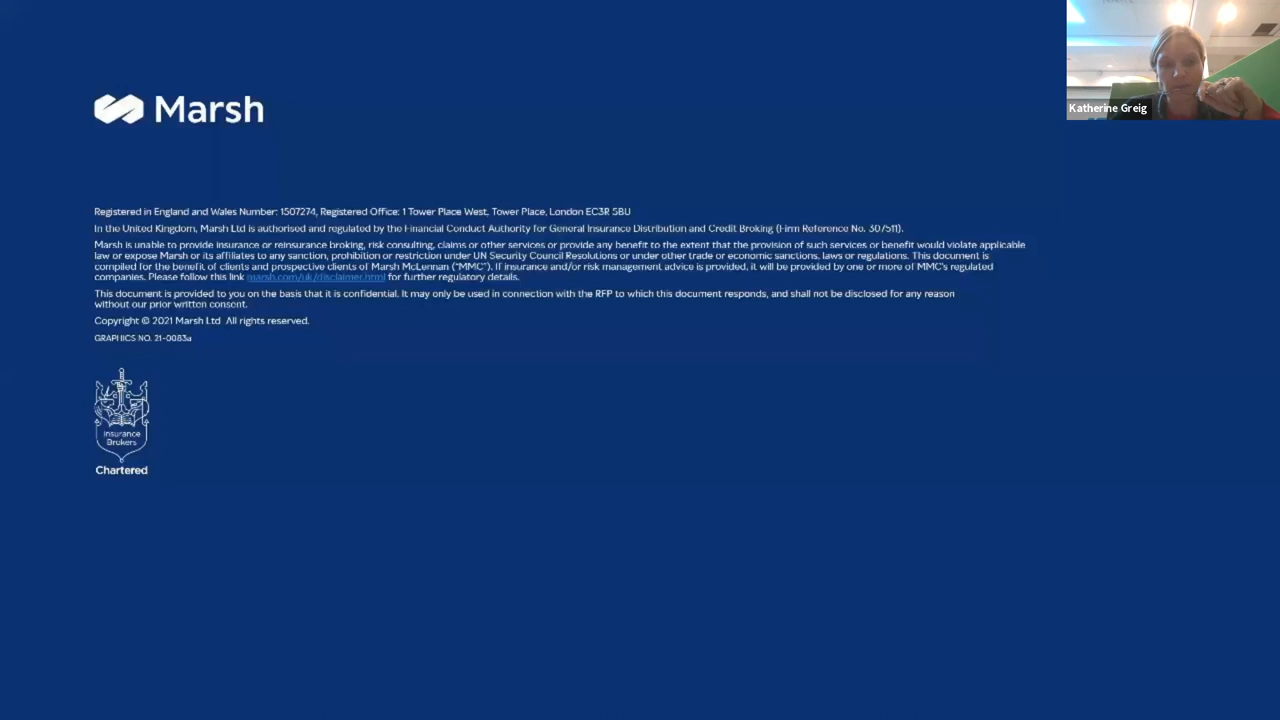 Marsh
Katherine Greig
Registered in England and Wales Number: 1507274, Registered Office: 1 Tower Place West, Tower Place, London EC3R 5BU
In the United Kingdom, Marsh Ltd is authorised and regulated by the Financial Conduct Authority for General Insurance Distribution and Credit Broking (Firm Reference No. 307511).
Marsh is unable to provide insurance or reinsurance broking, risk consulting, claims or other services or provide any benefit to the extent that the provision of such services or benefit would violate applicable
law or expose Marsh or its affiliates to any sanction, prohibition or restriction under UN Security Council Resolutions or under other trade or economic sanctions, laws or regulations. This document is
compiled for the benefit of clients and prospective clients of Marsh McLennan ("MMC"). If insurance and/or risk management advice is provided, it will be provided by one or more of MMC's regulated
companies. Please follow this link marsh.com/uk/disclaimer.html for further regulatory details.
This document is provided to you on the basis that it is confidential. It may only be used in connection with the RFP to which this document responds, and shall not be disclosed for any reason
without our prior written consent.
Copyright © 2021 Marsh Ltd All rights reserved.
GRAPHICS NO. 21-0083a
Insurance
Brokers
Chartered